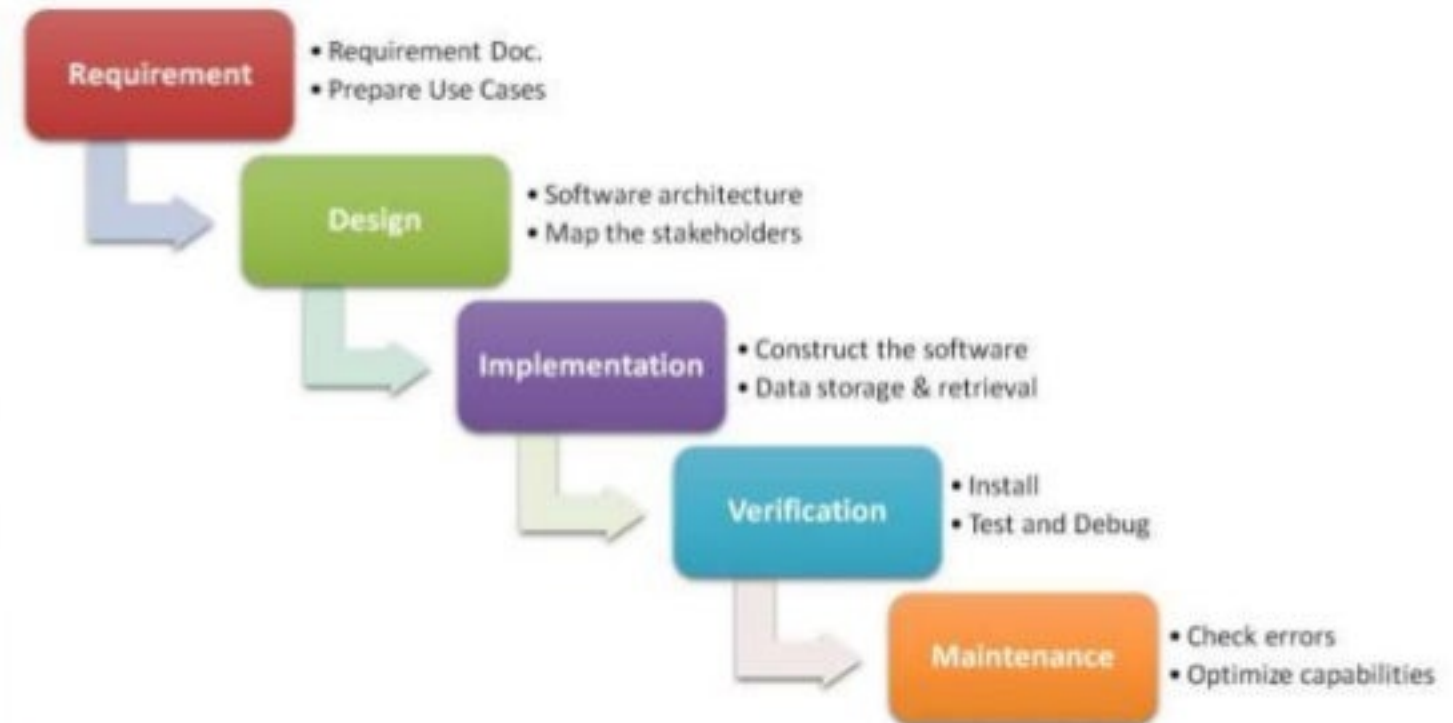 Requirement
• Requirement Doc.
• Prepare Use Cases
Design
• Software architecture
• Map the stakeholders
Implementation
• Construct the software
• Data storage & retrieval
Verification
• Install
• Test and Debug
Maintenance
• Check errors
• Optimize capabilities